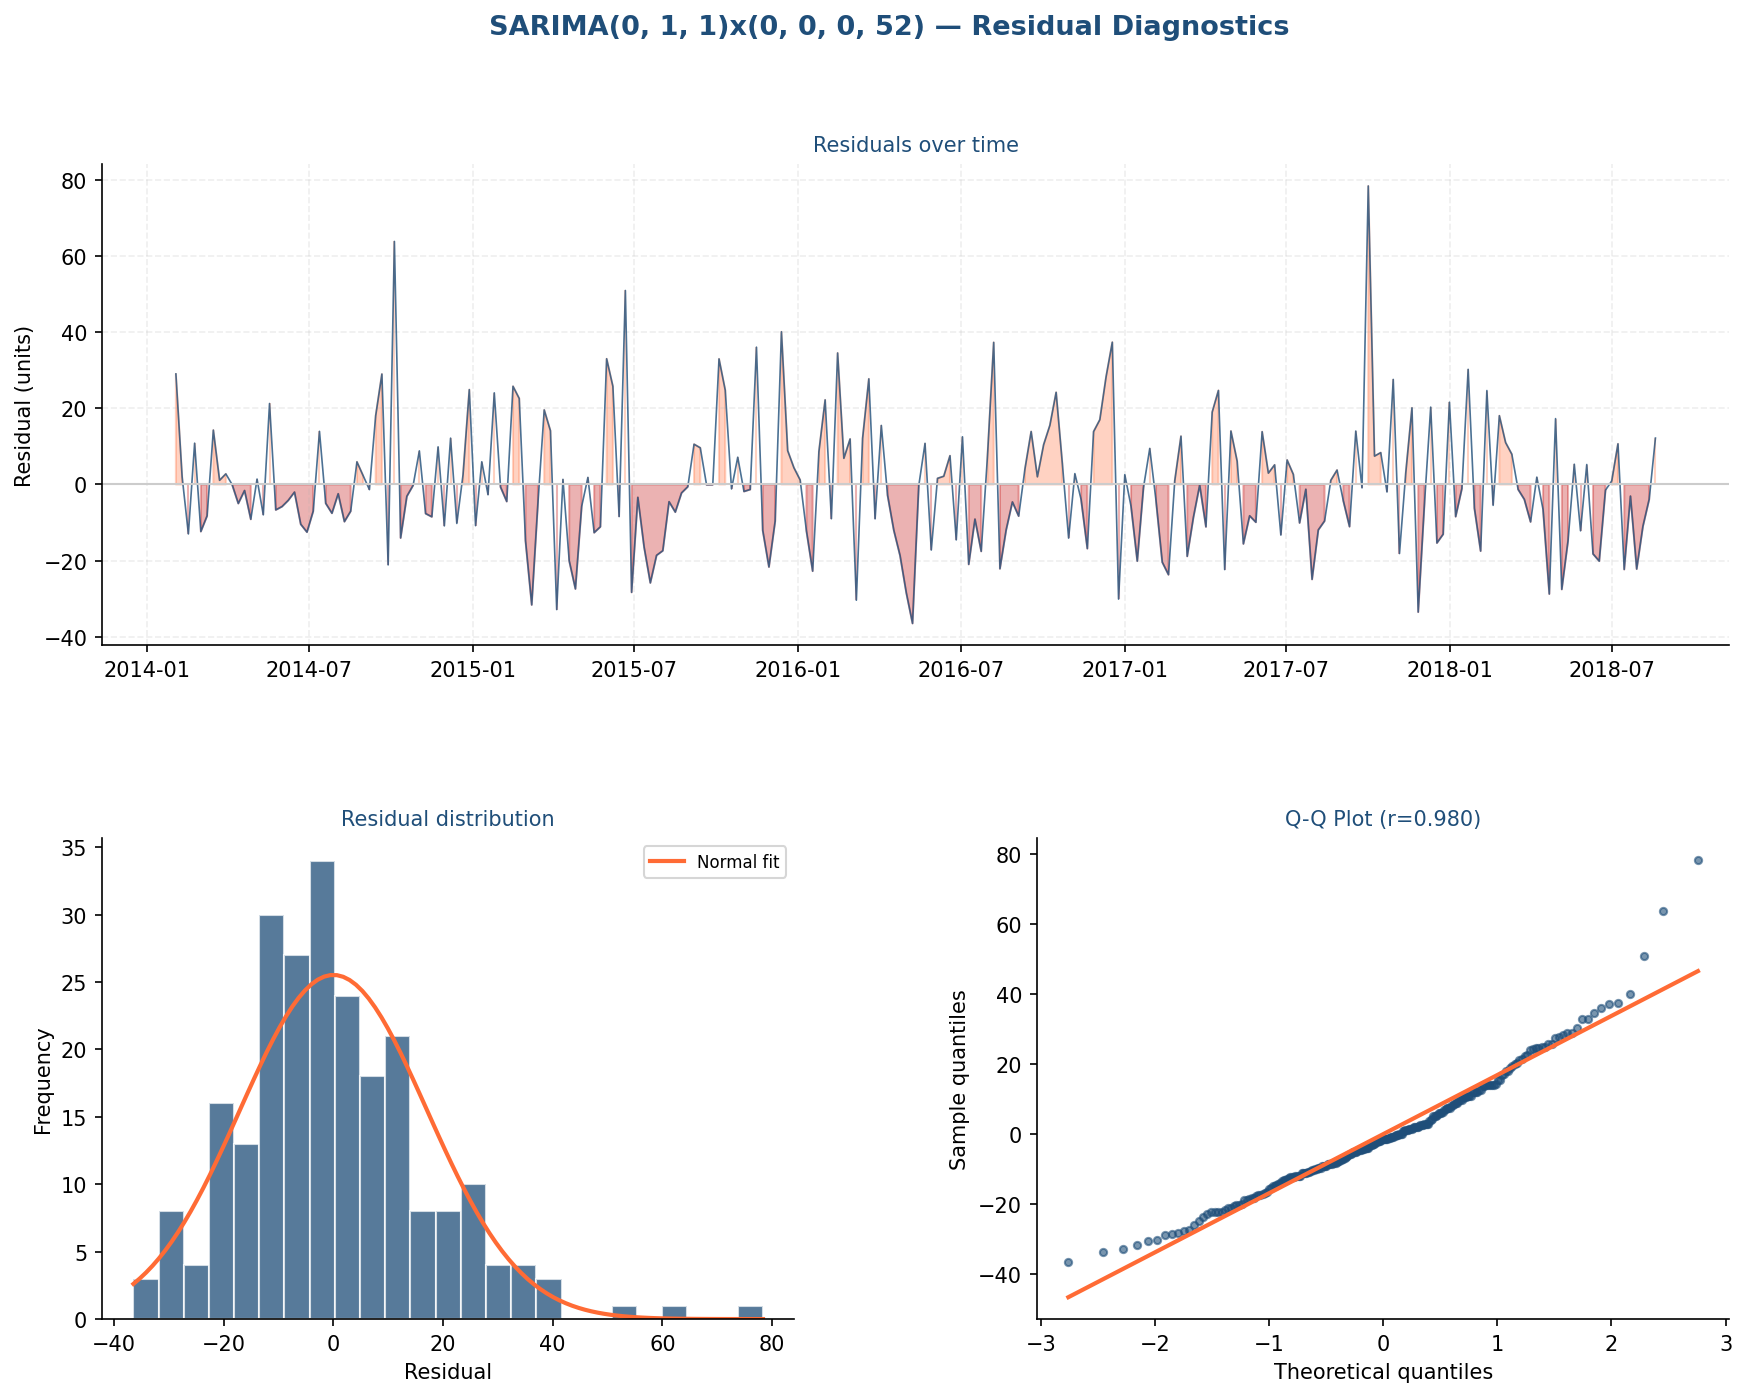 SARIMA(0, 1, 1)x(0, 0, 0, 52) — Residual Diagnostics
Residuals over time
Residual (units)
80
60
40
20
0
−20
−40
2014-01 2014-07 2015-01 2015-07 2016-01 2016-07 2017-01 2017-07 2018-01 2018-07
Residual distribution
Frequency
35
30
25
20
15
10
5
0
Normal fit
−40 −20 0 20 40 60 80
Residual
Q-Q Plot (r=0.980)
Sample quantiles
80
60
40
20
0
−20
−40
−3 −2 −1 0 1 2 3
Theoretical quantiles